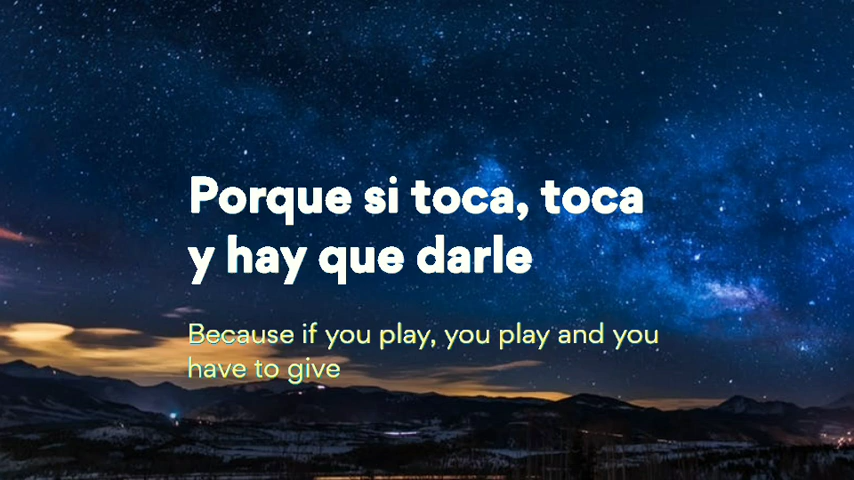 Porque si toca, toca
y hay que darle
Because if you play, you play and you
have to give